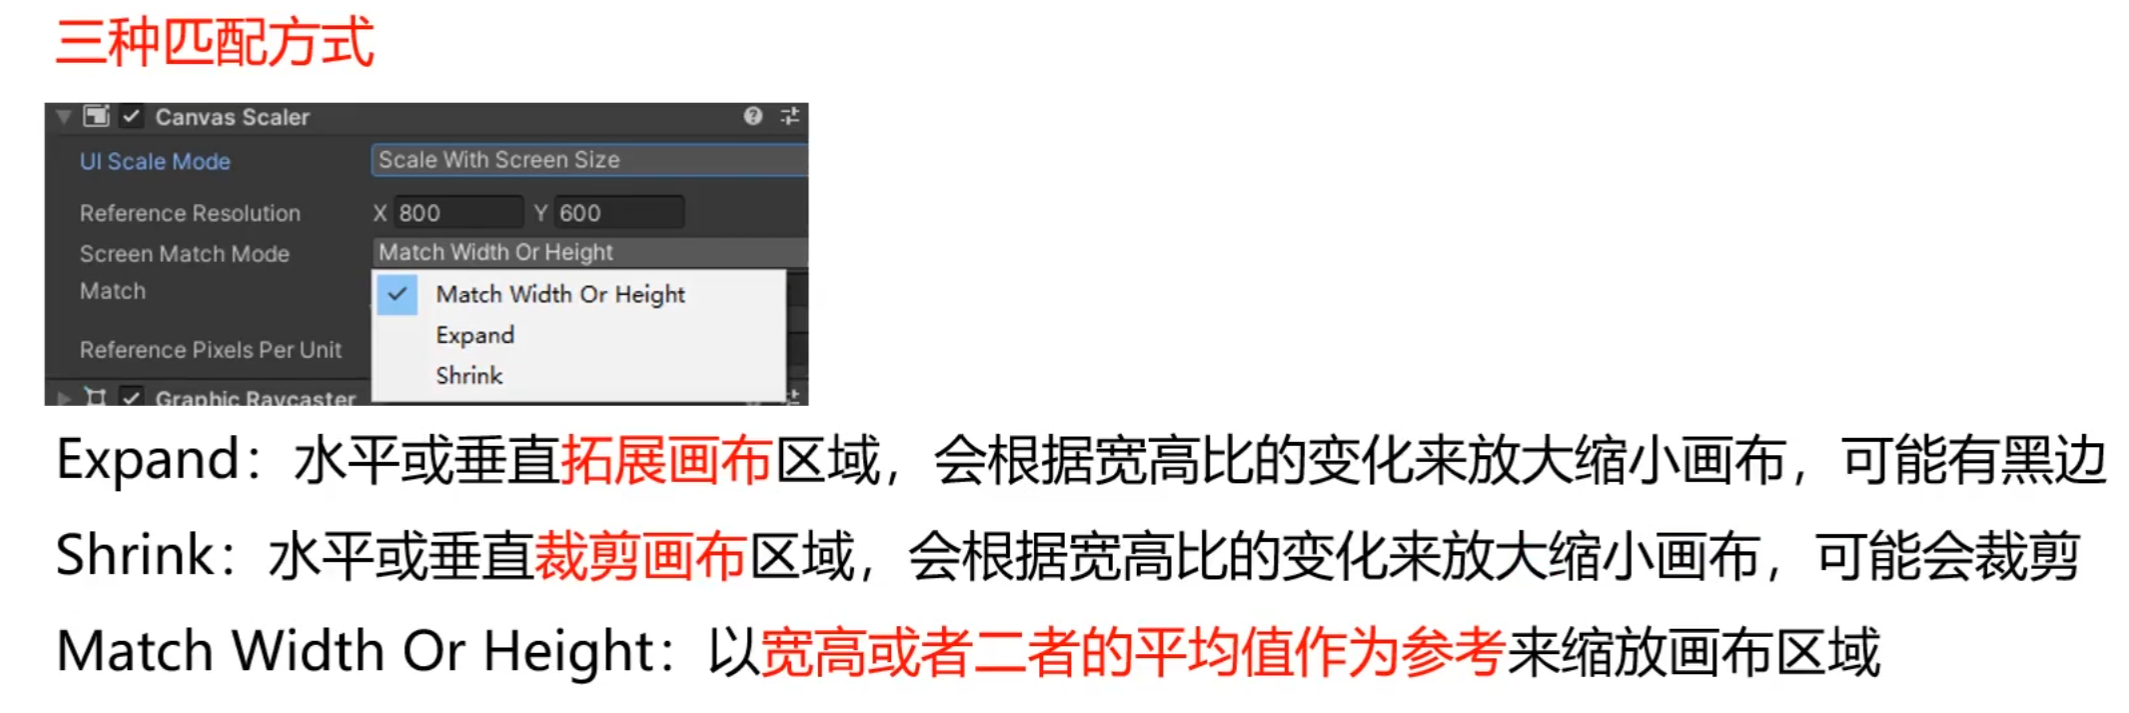 三种匹配方式
Canvas Scaler
UI Scale Mode Scale With Screen Size
Reference Resolution X 800 Y 600
Screen Match Mode Match Width Or Height
Match Match Width Or Height
Expand
Reference Pixels Per Unit
Shrink
Graphic Raycaster
Expand：水平或垂直拓展画布区域，会根据宽高比的变化来放大缩小画布，可能有黑边
Shrink：水平或垂直裁剪画布区域，会根据宽高比的变化来放大缩小画布，可能会裁剪
Match Width Or Height：以宽高或者二者的平均值作为参考来缩放画布区域